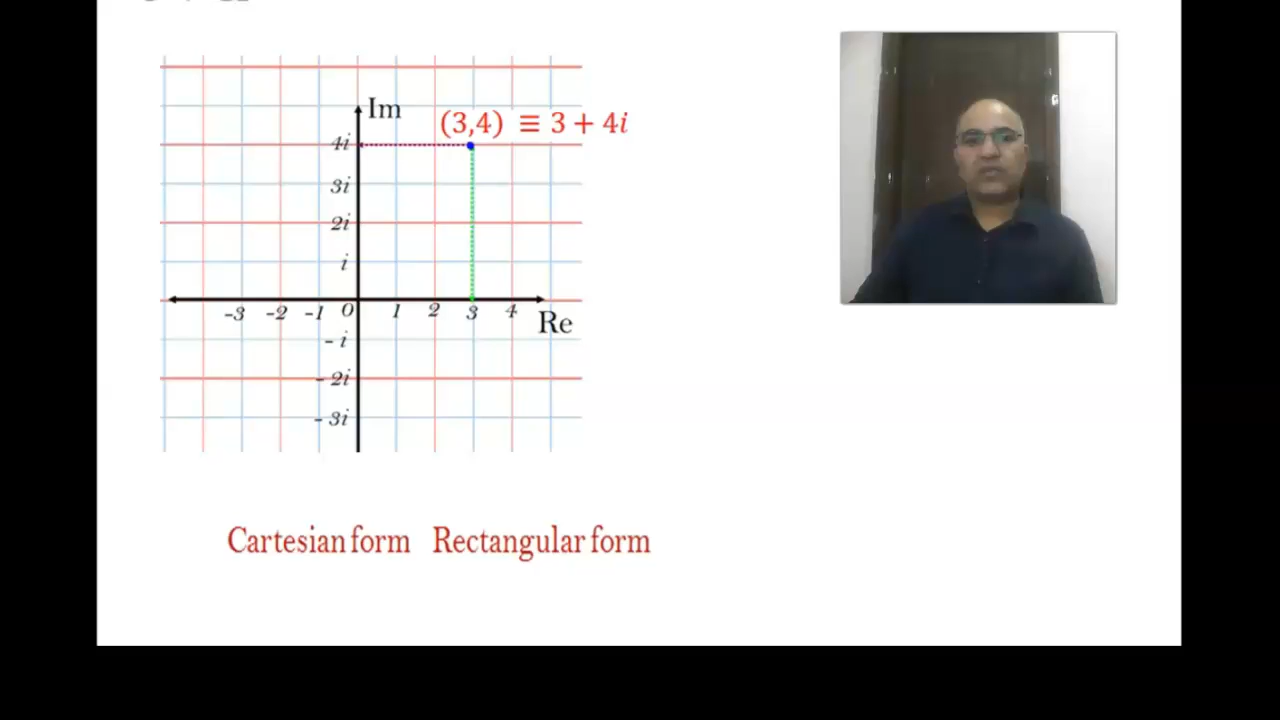 Im
(3,4) ≡ 3 + 4i
4i
3i
2i
i
-3 -2 -1 0 1 2 3 4
Re
- i
- 2i
- 3i
Cartesian form Rectangular form